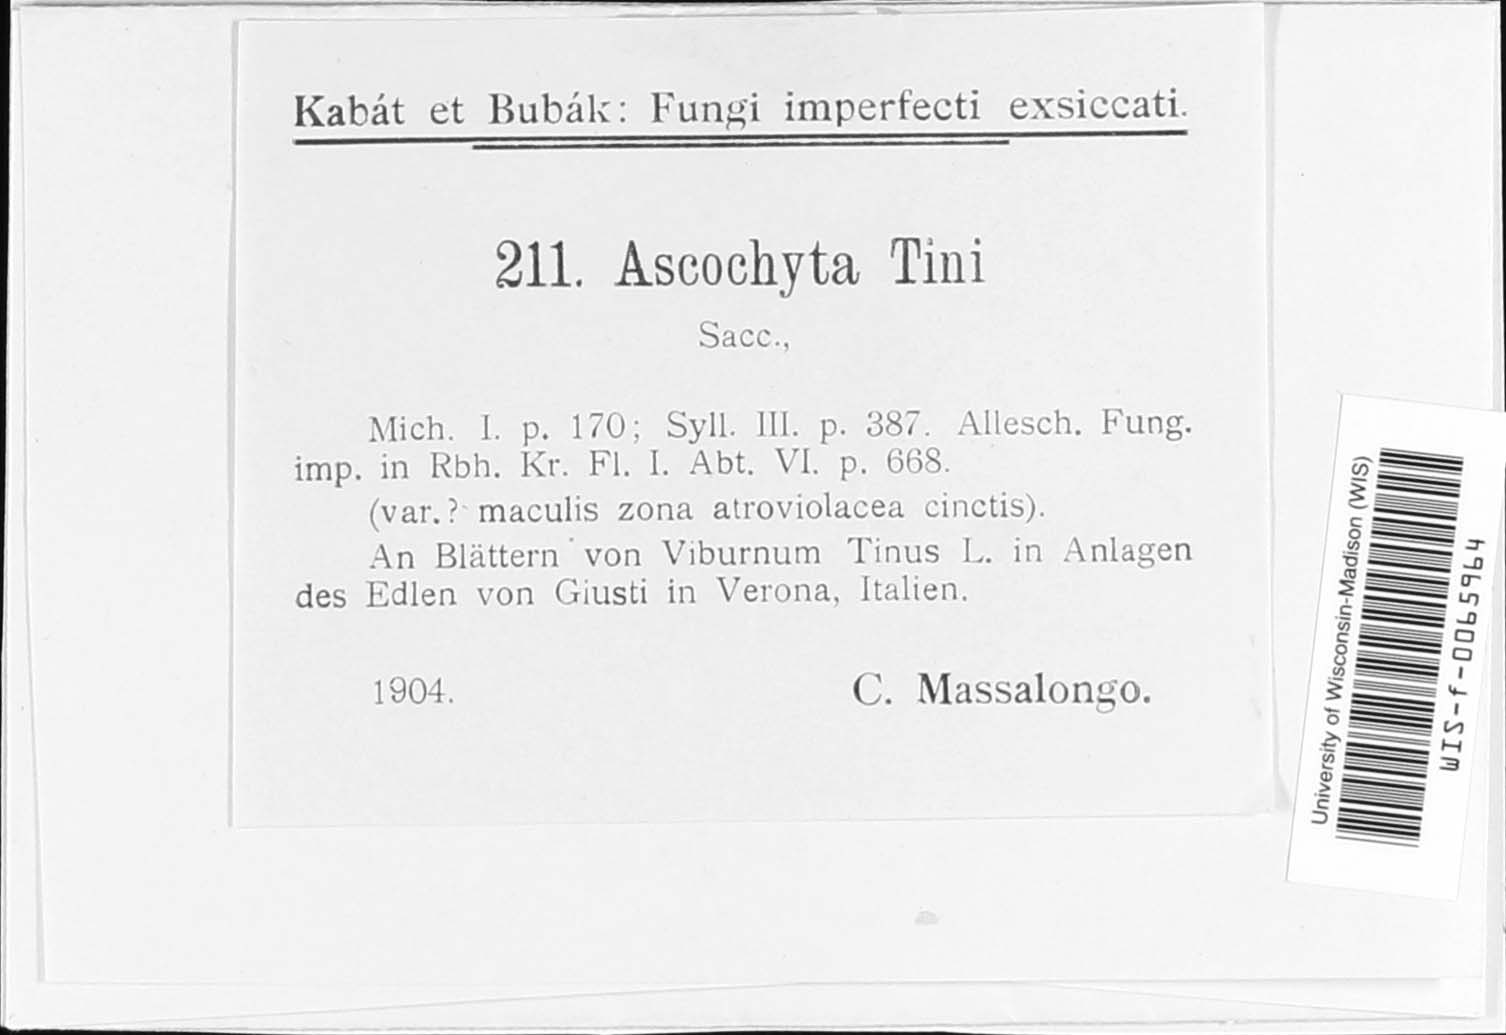 Kabát et Bubák: Fungi imperfecti exsiccati.
211. Ascochyta Tini
Sacc.,
Mich. I. p. 170; Syll. III. p. 387. Allesch. Fung.
imp. in Rbh. Kr. Fl. I. Abt. VI. p. 668.
(var.? maculis zona atroviolacea cinctis).
An Blättern von Viburnum Tinus L. in Anlagen
des Edlen von Giusti in Verona, Italien.
1904. C. Massalongo.
University of Wisconsin-Madison (WIS)
WIS-f-0065964